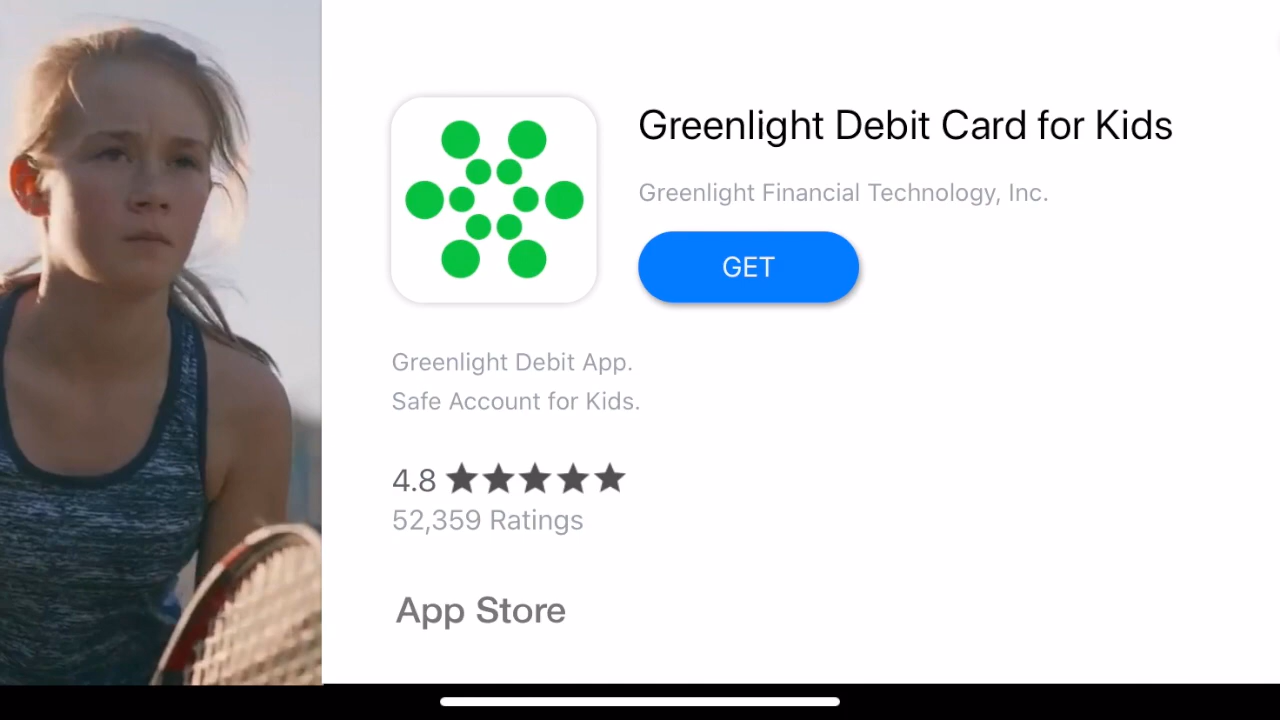 Greenlight Debit Card for Kids
Greenlight Financial Technology, Inc.
GET
Greenlight Debit App.
Safe Account for Kids.
4.8
52,359 Ratings
App Store